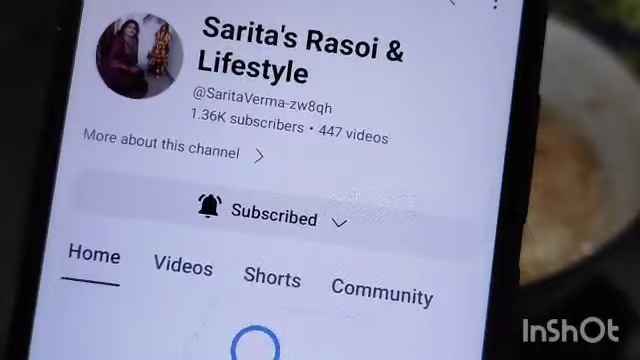 Sarita's Rasoi &
Lifestyle
@SaritaVerma-zw8qh
1.36K subscribers • 447 videos
More about this channel >
Subscribed
Home Videos Shorts Community
InShOt